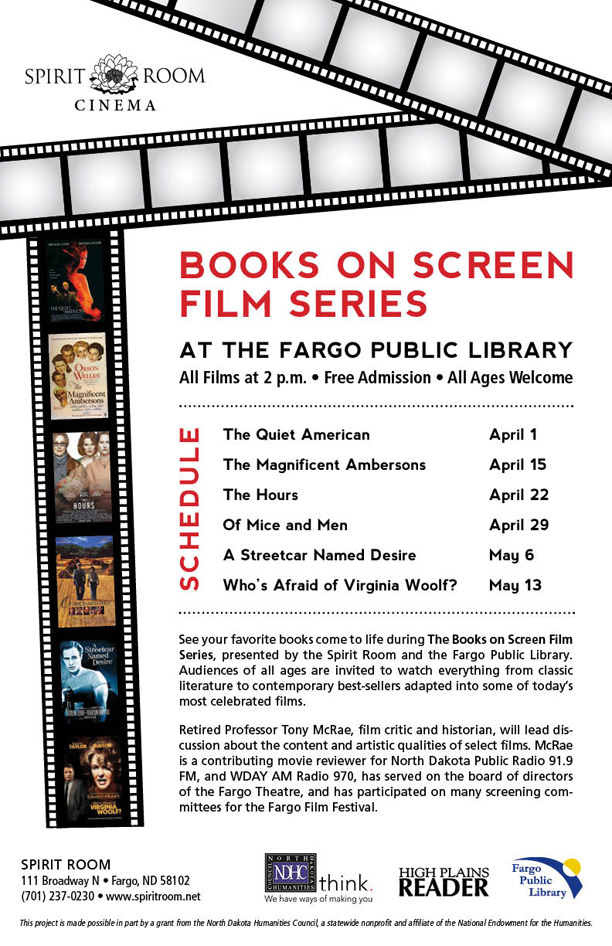 SPIRIT ROOM
CINEMA
THE QUIET AMERICAN
ORSON
WELLES'
The
Magnificent
Ambersons
THE
HOURS
A Streetcar
Named
Desire
TAYLOR
BURTON
VIRGINIA
WOOLF?
BOOKS ON SCREEN
FILM SERIES
AT THE FARGO PUBLIC LIBRARY
All Films at 2 p.m. • Free Admission • All Ages Welcome
SCHEDULE
The Quiet American April 1
The Magnificent Ambersons April 15
The Hours April 22
Of Mice and Men April 29
A Streetcar Named Desire May 6
Who's Afraid of Virginia Woolf? May 13
See your favorite books come to life during The Books on Screen Film
Series, presented by the Spirit Room and the Fargo Public Library.
Audiences of all ages are invited to watch everything from classic
literature to contemporary best-sellers adapted into some of today's
most celebrated films.
Retired Professor Tony McRae, film critic and historian, will lead dis-
cussion about the content and artistic qualities of select films. McRae
is a contributing movie reviewer for North Dakota Public Radio 91.9
FM, and WDAY AM Radio 970, has served on the board of directors
of the Fargo Theatre, and has participated on many screening com-
mittees for the Fargo Film Festival.
SPIRIT ROOM
111 Broadway N • Fargo, ND 58102
(701) 237-0230 • www.spiritroom.net
NORTH
DAKOTA
HUMANITIES
COUNCIL
NDHC
think.
We have ways of making you
HIGH PLAINS
READER
Fargo
Public
Library
This project is made possible in part by a grant from the North Dakota Humanities Council, a statewide nonprofit and affiliate of the National Endowment for the Humanities.